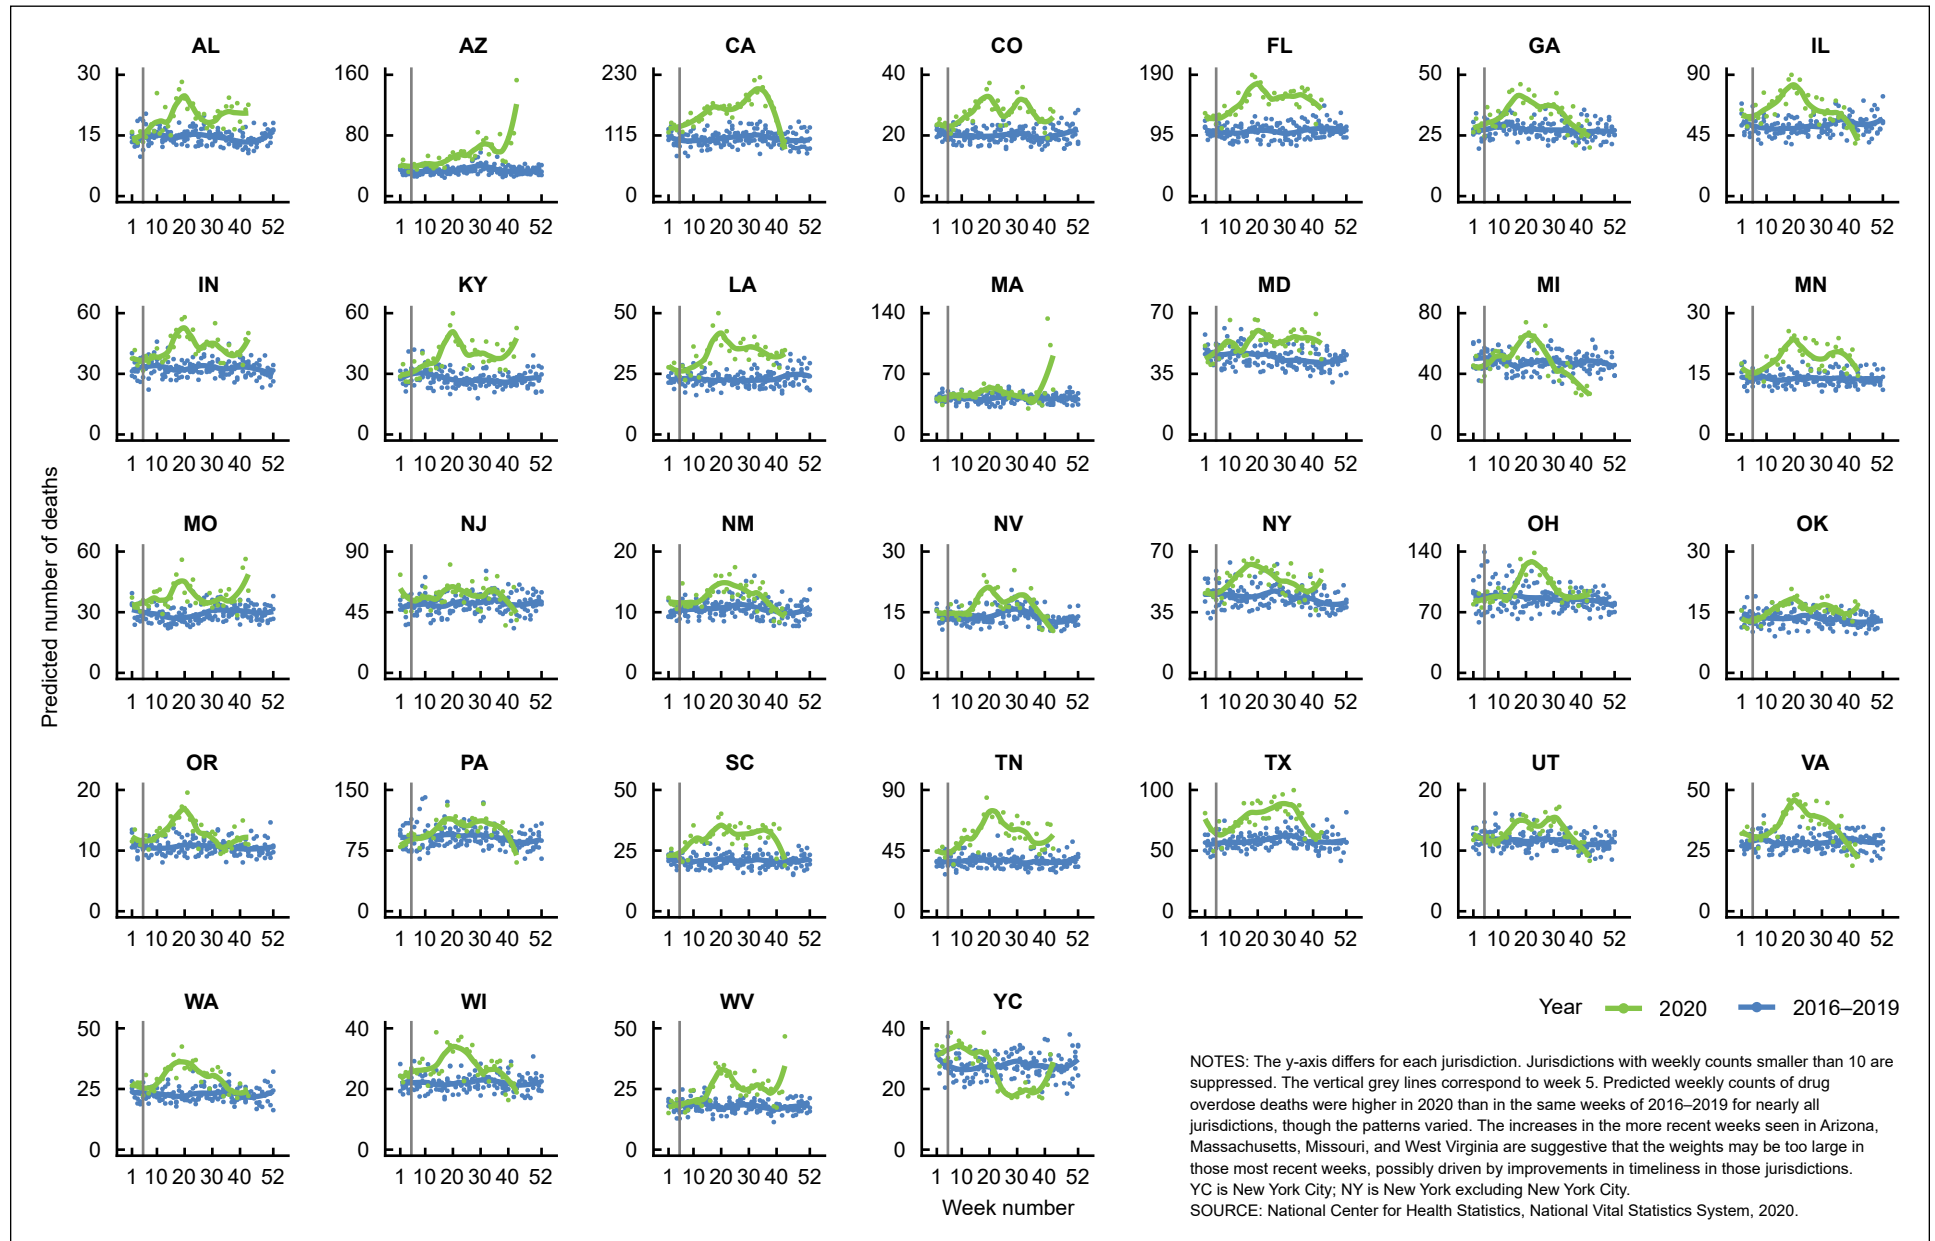 AL AZ CA CO FL GA IL
30 160 230 40 190 50 90
15 80 115 20 95 25 45
0 0 0 0 0 0 0
1 10 20 30 40 52 1 10 20 30 40 52 1 10 20 30 40 52 1 10 20 30 40 52 1 10 20 30 40 52 1 10 20 30 40 52 1 10 20 30 40 52
IN KY LA MA MD MI MN
60 60 50 140 70 80 30
30 30 25 70 35 40 15
0 0 0 0 0 0 0
1 10 20 30 40 52 1 10 20 30 40 52 1 10 20 30 40 52 1 10 20 30 40 52 1 10 20 30 40 52 1 10 20 30 40 52 1 10 20 30 40 52
Predicted number of deaths
MO NJ NM NV NY OH OK
60 90 20 30 70 140 30
30 45 10 15 35 70 15
0 0 0 0 0 0 0
1 10 20 30 40 52 1 10 20 30 40 52 1 10 20 30 40 52 1 10 20 30 40 52 1 10 20 30 40 52 1 10 20 30 40 52 1 10 20 30 40 52
OR PA SC TN TX UT VA
20 150 50 90 100 20 50
10 75 25 45 50 10 25
0 0 0 0 0 0 0
1 10 20 30 40 52 1 10 20 30 40 52 1 10 20 30 40 52 1 10 20 30 40 52 1 10 20 30 40 52 1 10 20 30 40 52 1 10 20 30 40 52
WA WI WV YC
50 40 50 40
25 20 25 20
0 0 0 0
1 10 20 30 40 52 1 10 20 30 40 52 1 10 20 30 40 52 1 10 20 30 40 52
Week number
Year 2020 2016–2019
NOTES: The y-axis differs for each jurisdiction. Jurisdictions with weekly counts smaller than 10 are
suppressed. The vertical grey lines correspond to week 5. Predicted weekly counts of drug
overdose deaths were higher in 2020 than in the same weeks of 2016–2019 for nearly all
jurisdictions, though the patterns varied. The increases in the more recent weeks seen in Arizona,
Massachusetts, Missouri, and West Virginia are suggestive that the weights may be too large in
those most recent weeks, possibly driven by improvements in timeliness in those jurisdictions.
YC is New York City; NY is New York excluding New York City.
SOURCE: National Center for Health Statistics, National Vital Statistics System, 2020.